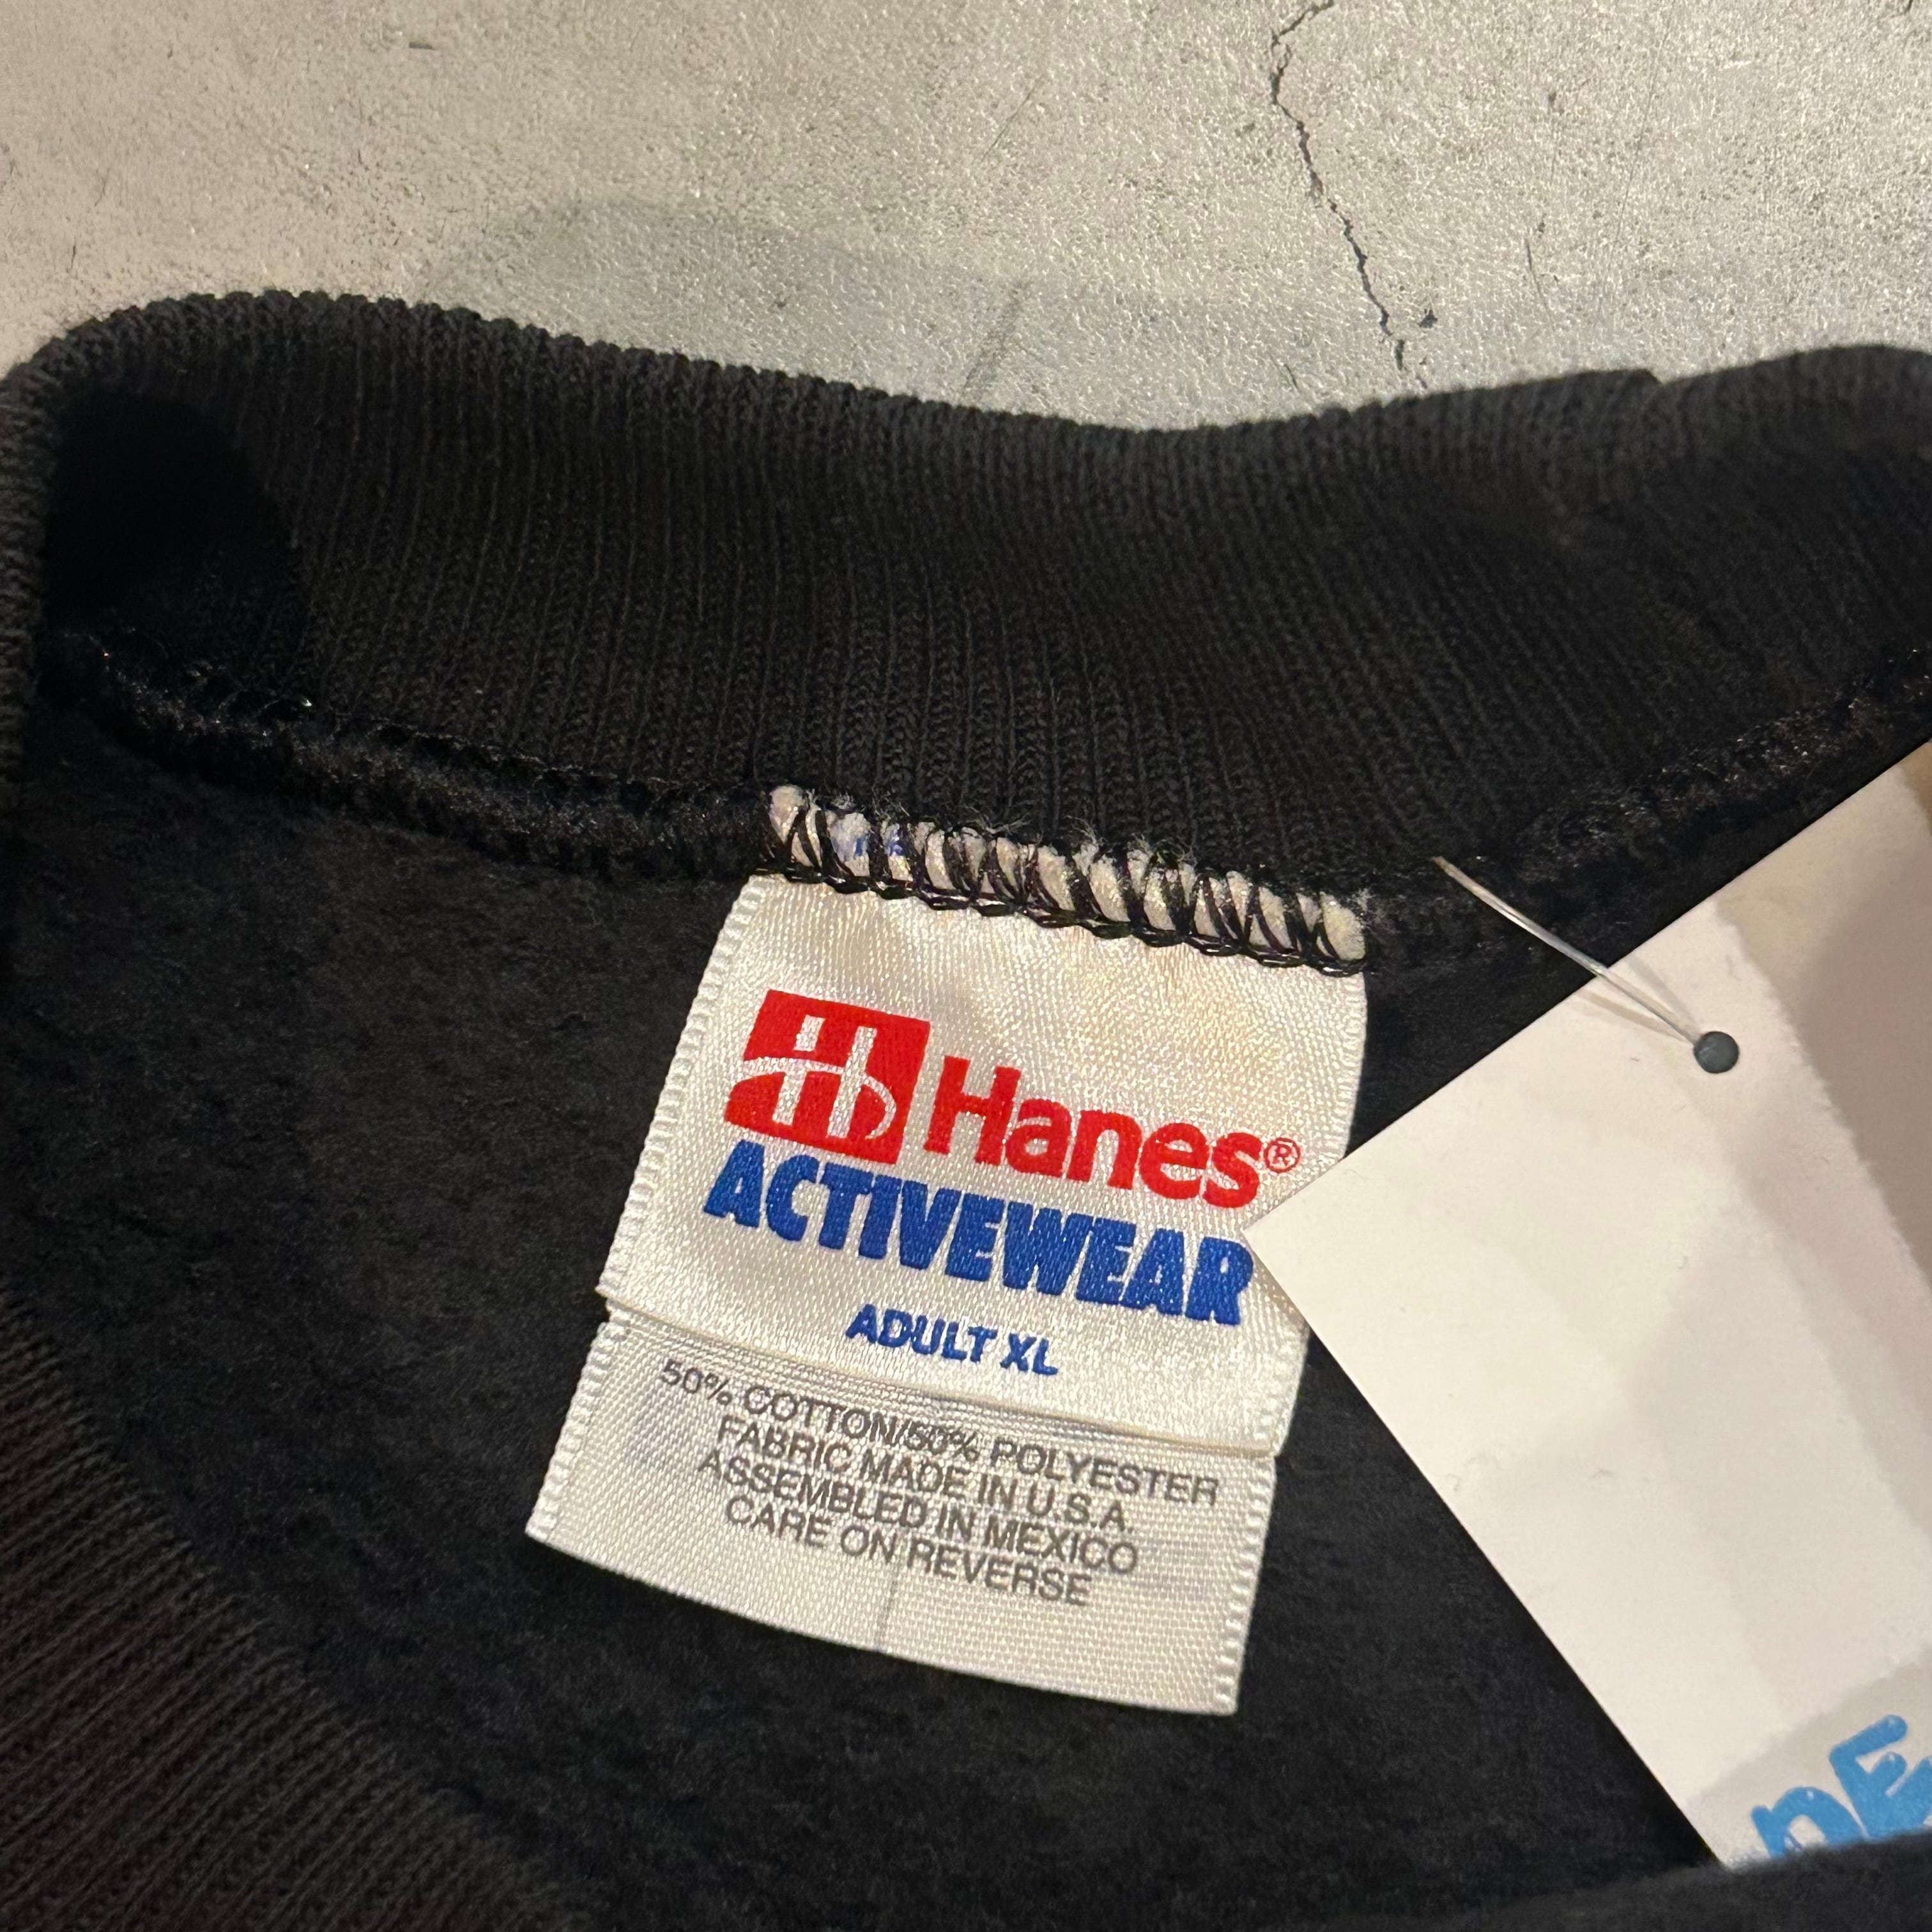 Hanes®
ACTIVEWEAR
ADULT XL
50% COTTON/50% POLYESTER
FABRIC MADE IN U.S.A.
ASSEMBLED IN MEXICO
CARE ON REVERSE